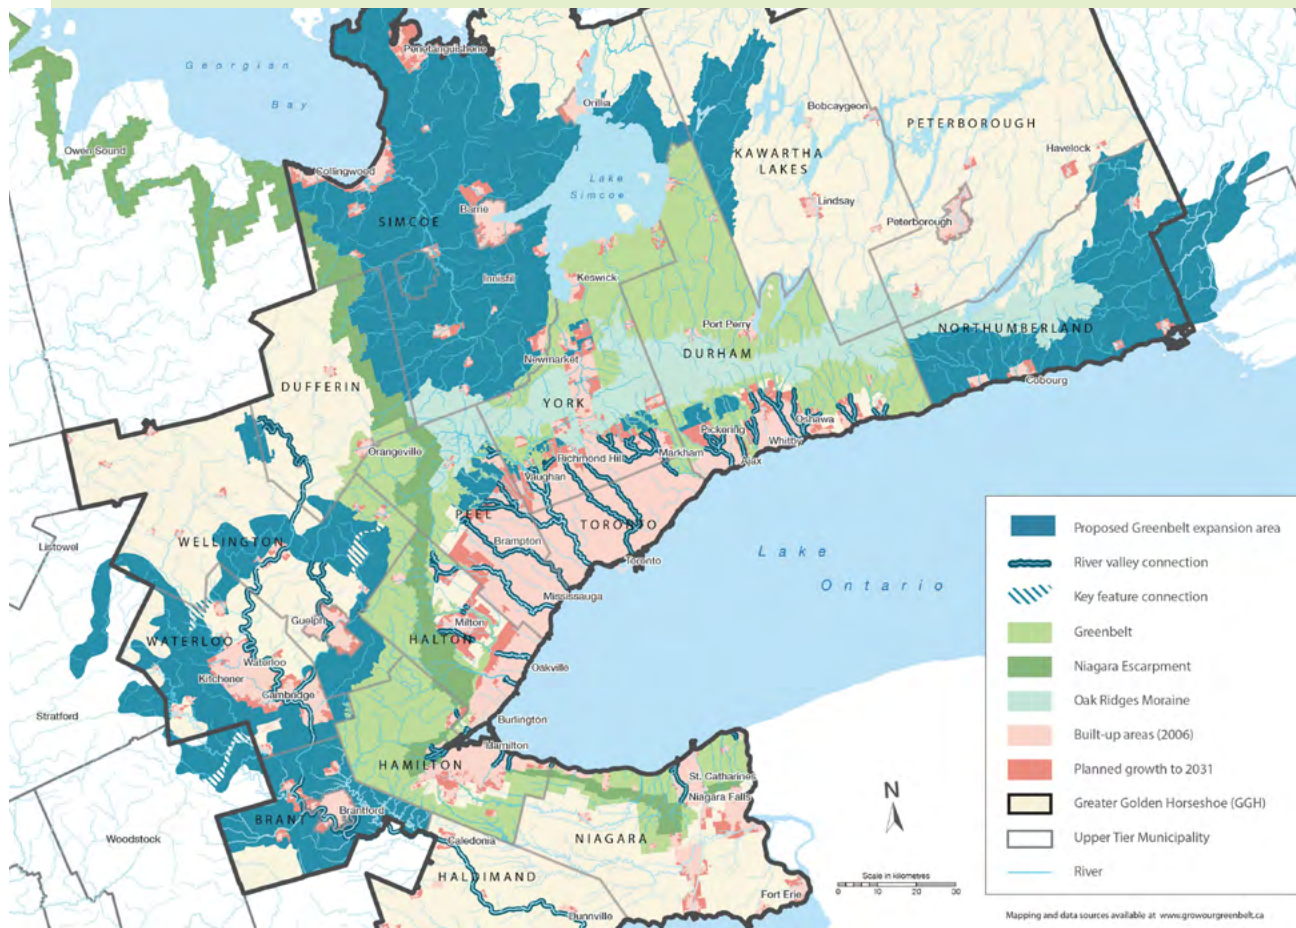 Penetanguishene
Georgian
Bay
Orillia
Bobcaygeon
PETERBOROUGH
Owen Sound
KAWARTHA
LAKES
Havelock
Collingwood
Lake
Simcoe
Lindsay
Barrie
SIMCOE
Peterborough
Innisfil
Keswick
Port Perry
NORTHUMBERLAND
DURHAM
Newmarket
DUFFERIN
Cobourg
YORK
Oshawa
Pickering
Whitby
Orangeville
Richmond Hill
Markham
Ajax
Vaughan
PEEL
TORONTO
Listowel
WELLINGTON
Brampton
Toronto
Lake
Ontario
Mississauga
Guelph
Milton
WATERLOO
HALTON
Waterloo
Oakville
Kitchener
Cambridge
Stratford
Burlington
Hamilton
HAMILTON
St. Catharines
Niagara Falls
Brantford
BRANT
Woodstock
Caledonia
NIAGARA
HALDIMAND
Fort Erie
Dunnville
N
Scale in kilometres
0 10 20 30
Proposed Greenbelt expansion area
River valley connection
Key feature connection
Greenbelt
Niagara Escarpment
Oak Ridges Moraine
Built-up areas (2006)
Planned growth to 2031
Greater Golden Horseshoe (GGH)
Upper Tier Municipality
River
Mapping and data sources available at www.growourgreenbelt.ca